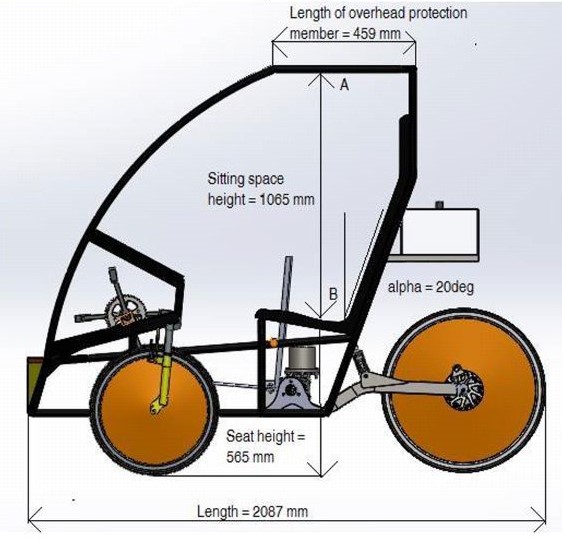 Length of overhead protection
member = 459 mm
A
Sitting space
height = 1065 mm
B
alpha = 20deg
Seat height =
565 mm
Length = 2087 mm